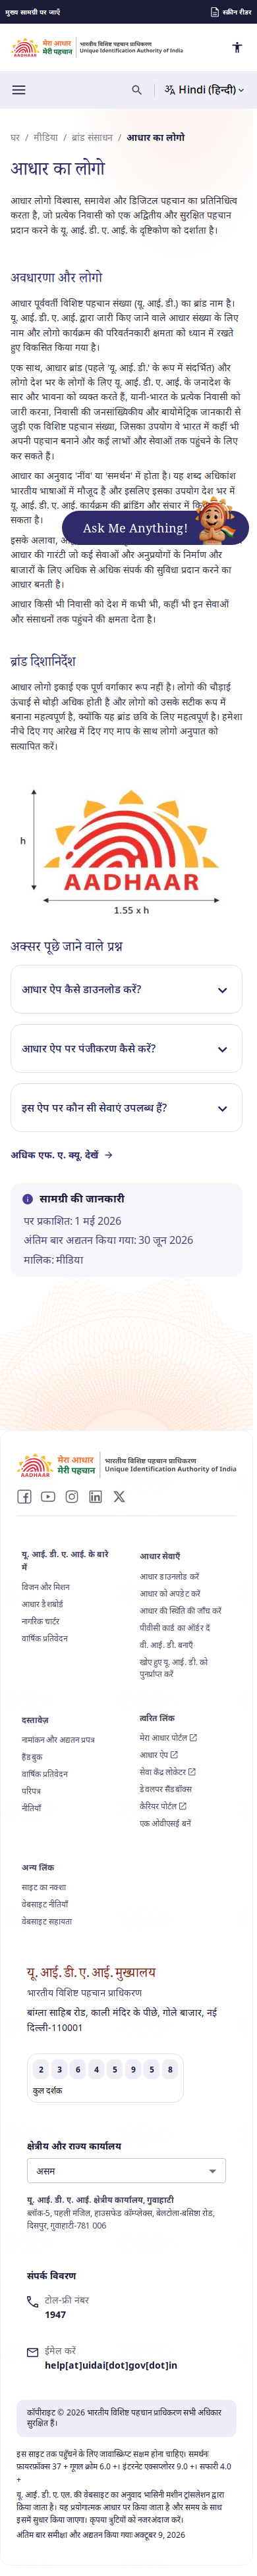 मुख्य सामग्री पर जाएँ
स्क्रीन रीडर
मेरा आधार
मेरी पहचान
AADHAAR
भारतीय विशिष्ट पहचान प्राधिकरण
Unique Identification Authority of India
Hindi (हिन्दी)
घर / मीडिया / ब्रांड संसाधन / आधार का लोगो
आधार का लोगो
आधार लोगो विश्वास, समावेश और डिजिटल पहचान का प्रतिनिधित्व
करता है, जो प्रत्येक निवासी को एक अद्वितीय और सुरक्षित पहचान
प्रदान करने के यू. आई. डी. ए. आई. के दृष्टिकोण को दर्शाता है।
अवधारणा और लोगो
आधार पूर्ववर्ती विशिष्ट पहचान संख्या (यू. आई. डी.) का ब्रांड नाम है।
यू. आई. डी. ए. आई. द्वारा जारी किए जाने वाले आधार संख्या के लिए
नाम और लोगो कार्यक्रम की परिवर्तनकारी क्षमता को ध्यान में रखते
हुए विकसित किया गया है।
एक साथ, आधार ब्रांड (पहले 'यू. आई. डी.' के रूप में संदर्भित) और
लोगो देश भर के लोगों के लिए यू. आई. डी. ए. आई. के जनादेश के
सार और भावना को व्यक्त करते हैं, यानी-भारत के प्रत्येक निवासी को
जारी करना, निवासी की जनसांख्यिकीय और बायोमेट्रिक जानकारी से
जुड़ी एक विशिष्ट पहचान संख्या, जिसका उपयोग वे भारत में कहीं भी
अपनी पहचान बनाने और कई लाभों और सेवाओं तक पहुंचने के लिए
कर सकते हैं।
आधार का अनुवाद 'नींव' या 'समर्थन' में होता है। यह शब्द अधिकांश
भारतीय भाषाओं में मौजूद है और इसलिए इसका उपयोग देश भर में
यू. आई. डी. ए. आई. कार्यक्रम की ब्रांडिंग और संचार में
सकता है।
Ask Me Anything!
इसके अलावा,
आधार की गारंटी जो कई सेवाओं और अनुप्रयोगों के निर्माण और
बाजारों के लिए अधिक से अधिक संपर्क की सुविधा प्रदान करने का
आधार बनती है।
आधार किसी भी निवासी को देश में कभी भी, कहीं भी इन सेवाओं
और संसाधनों तक पहुंचने की क्षमता देता है।
ब्रांड दिशानिर्देश
आधार लोगो इकाई एक पूर्ण वर्गाकार रूप नहीं है। लोगो की चौड़ाई
ऊंचाई से थोड़ी अधिक होती है और लोगो को उसके सटीक रूप में
बनाना महत्वपूर्ण है, क्योंकि यह ब्रांड छवि के लिए महत्वपूर्ण है। हमेशा
नीचे दिए गए आरेख में दिए गए माप के साथ लोगो अनुपात को
सत्यापित करें।
h
AADHAAR
1.55 x h
अक्सर पूछे जाने वाले प्रश्न
आधार ऐप कैसे डाउनलोड करें?
आधार ऐप पर पंजीकरण कैसे करें?
इस ऐप पर कौन सी सेवाएं उपलब्ध हैं?
अधिक एफ. ए. क्यू. देखें
सामग्री की जानकारी
पर प्रकाशित: 1 मई 2026
अंतिम बार अद्यतन किया गया: 30 जून 2026
मालिक: मीडिया
मेरा आधार
मेरी पहचान
AADHAAR
भारतीय विशिष्ट पहचान प्राधिकरण
Unique Identification Authority of India
यू. आई. डी. ए. आई. के बारे
में
विजन और मिशन
आधार डैशबोर्ड
नागरिक चार्टर
वार्षिक प्रतिवेदन
आधार सेवाएँ
आधार डाउनलोड करें
आधार को अपडेट करें
आधार की स्थिति की जाँच करें
पीवीसी कार्ड का ऑर्डर दें
वी. आई. डी. बनाएँ
खोए हुए यू. आई. डी. को
पुनर्प्राप्त करें
दस्तावेज़
नामांकन और अद्यतन प्रपत्र
हैंडबुक
वार्षिक प्रतिवेदन
परिपत्र
नीतियाँ
त्वरित लिंक
मेरा आधार पोर्टल
आधार ऐप
सेवा केंद्र लोकेटर
डेवलपर सैंडबॉक्स
कैरियर पोर्टल
एक ओवीएसई बनें
अन्य लिंक
साइट का नक्शा
वेबसाइट नीतियाँ
वेबसाइट सहायता
यू. आई. डी. ए. आई. मुख्यालय
भारतीय विशिष्ट पहचान प्राधिकरण
बांग्ला साहिब रोड, काली मंदिर के पीछे, गोले बाजार, नई
दिल्ली-110001
2 3 6 4 5 9 5 8
कुल दर्शक
क्षेत्रीय और राज्य कार्यालय
असम
यू. आई. डी. ए. आई. क्षेत्रीय कार्यालय, गुवाहाटी
ब्लॉक-5, पहली मंजिल, हाउसफेड कॉम्प्लेक्स, बेलटोला-बसिष्ठा रोड,
दिसपुर, गुवाहाटी-781 006
संपर्क विवरण
टोल-फ्री नंबर
1947
ईमेल करें
help[at]uidai[dot]gov[dot]in
कॉपीराइट © 2026 भारतीय विशिष्ट पहचान प्राधिकरण सभी अधिकार
सुरक्षित हैं।
इस साइट तक पहुँचने के लिए जावास्क्रिप्ट सक्षम होना चाहिए। समर्थनः
फ़ायरफ़ॉक्स 37 + गूगल क्रोम 6.0 +। इंटरनेट एक्सप्लोरर 9.0 +। सफारी 4.0
+
यू. आई. डी. ए. एल. की वेबसाइट का अनुवाद भासिनी मशीन ट्रांसलेशन द्वारा
किया जाता है। यह प्रयोगात्मक आधार पर किया जाता है और समय के साथ
इसमें सुधार किया जाएगा। कृपया त्रुटियों को नजरअंदाज करें।
अंतिम बार समीक्षा और अद्यतन किया गयाः अक्टूबर 9, 2026